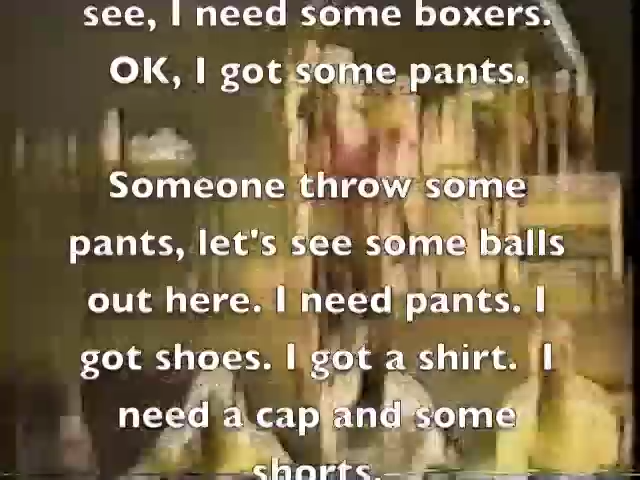 see, I need some boxers.
OK, I got some pants.
Someone throw some
pants, let's see some balls
out here. I need pants. I
got shoes. I got a shirt. I
need a cap and some
shorts.